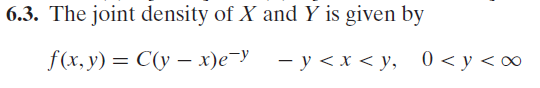 6.3. The joint density of X and Y is given by
f(x, y) = C(y − x)e^{−y}   − y < x < y,   0 < y < ∞